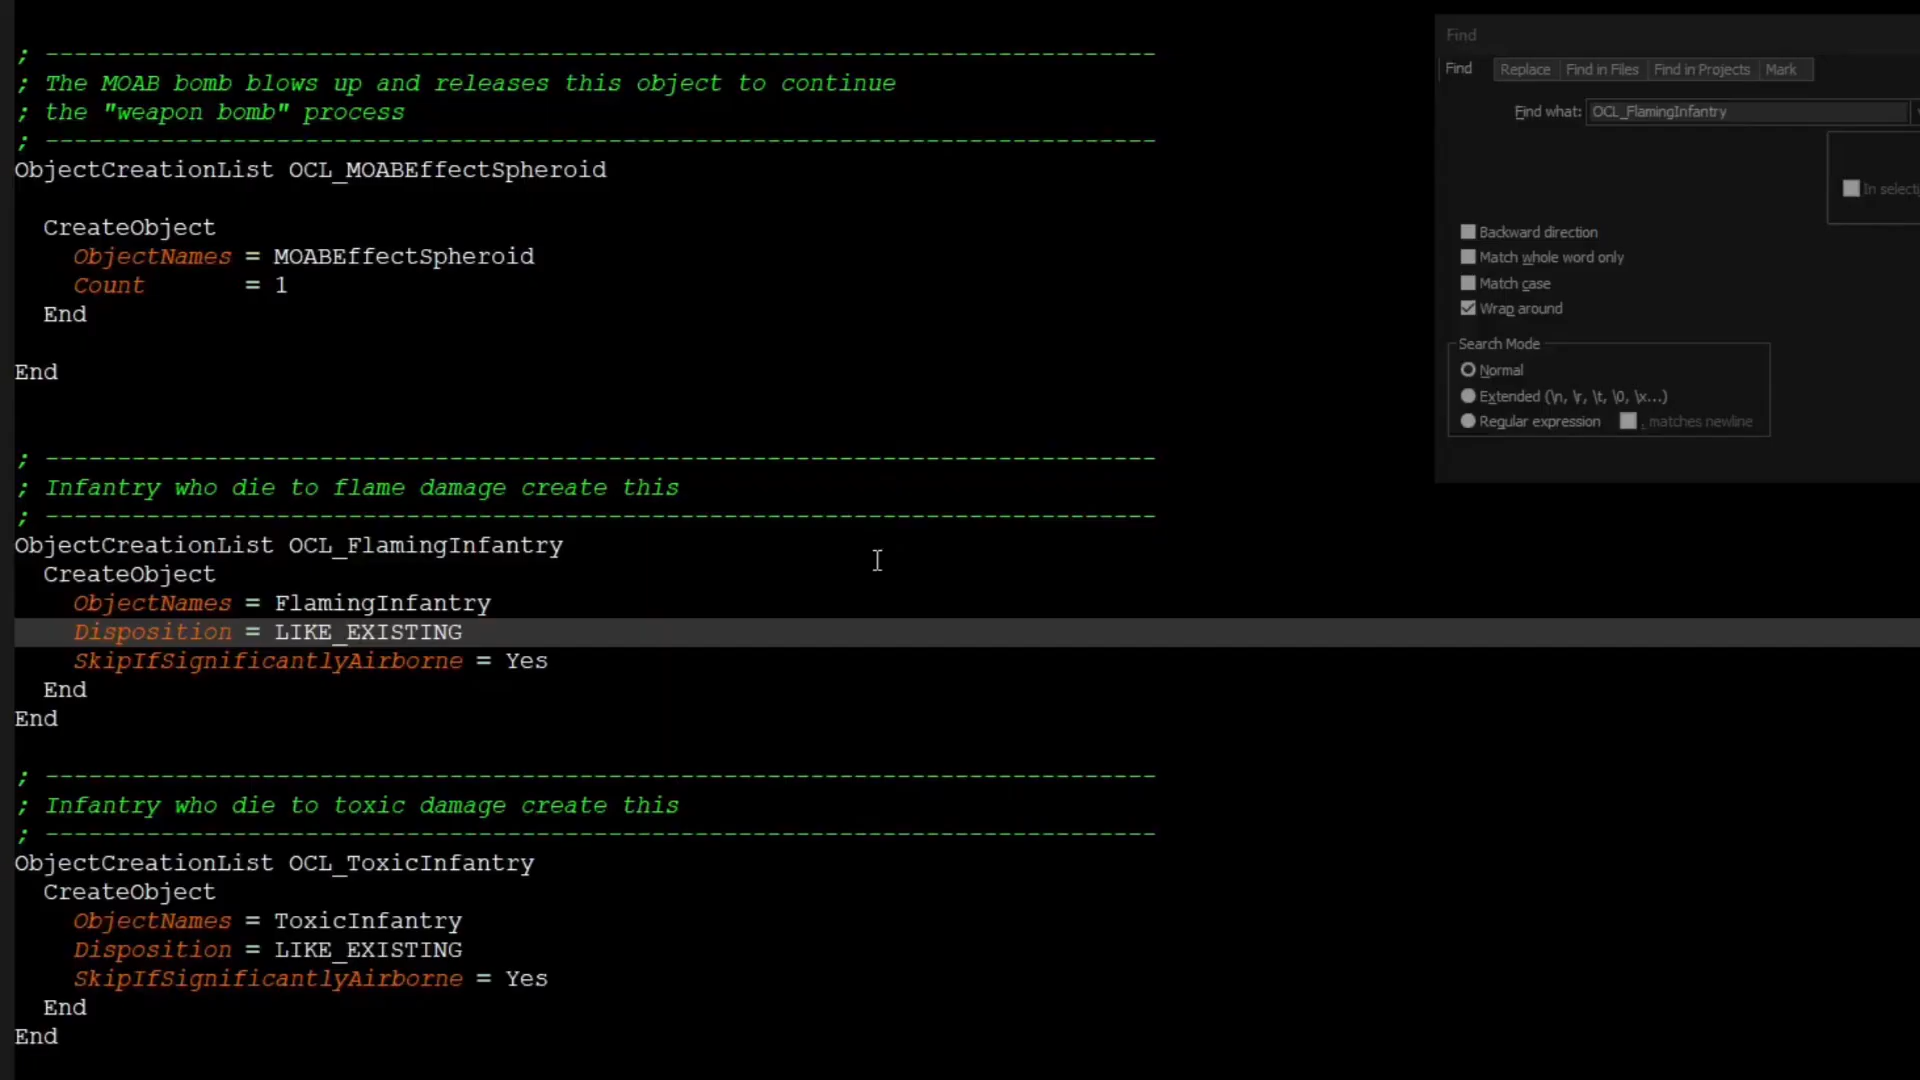 ; -----------------------------------------------------------------------------
; The MOAB bomb blows up and releases this object to continue
; the "weapon bomb" process
; -----------------------------------------------------------------------------
ObjectCreationList OCL_MOABEffectSpheroid
CreateObject
ObjectNames = MOABEffectSpheroid
Count = 1
End
End
; -----------------------------------------------------------------------------
; Infantry who die to flame damage create this
; -----------------------------------------------------------------------------
ObjectCreationList OCL_FlamingInfantry
CreateObject
ObjectNames = FlamingInfantry
Disposition = LIKE_EXISTING
SkipIfSignificantlyAirborne = Yes
End
End
; -----------------------------------------------------------------------------
; Infantry who die to toxic damage create this
; -----------------------------------------------------------------------------
ObjectCreationList OCL_ToxicInfantry
CreateObject
ObjectNames = ToxicInfantry
Disposition = LIKE_EXISTING
SkipIfSignificantlyAirborne = Yes
End
End
Find
Find Replace Find in Files Find in Projects Mark
Find what: OCL_FlamingInfantry
In selecti
Backward direction
Match whole word only
Match case
Wrap around
Search Mode
Normal
Extended (\n, \r, \t, \0, \x...)
Regular expression . matches newline